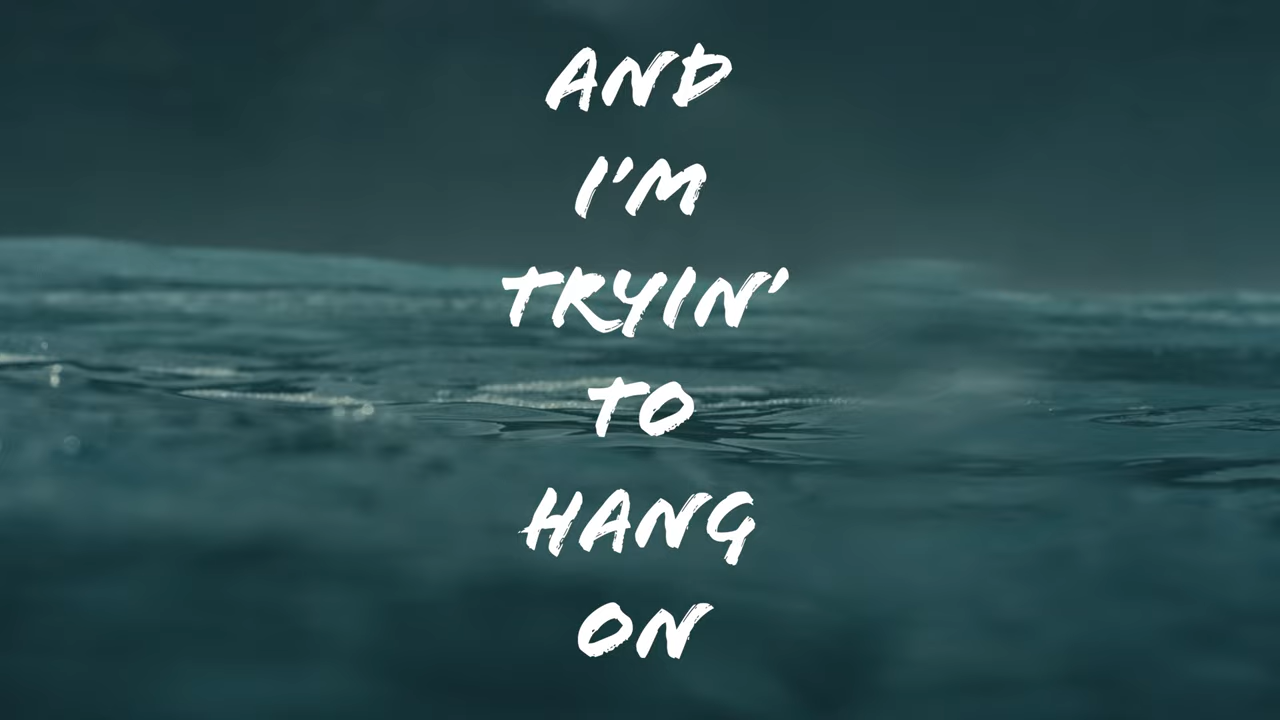 AND
I'M
TRYIN'
TO
HANG
ON